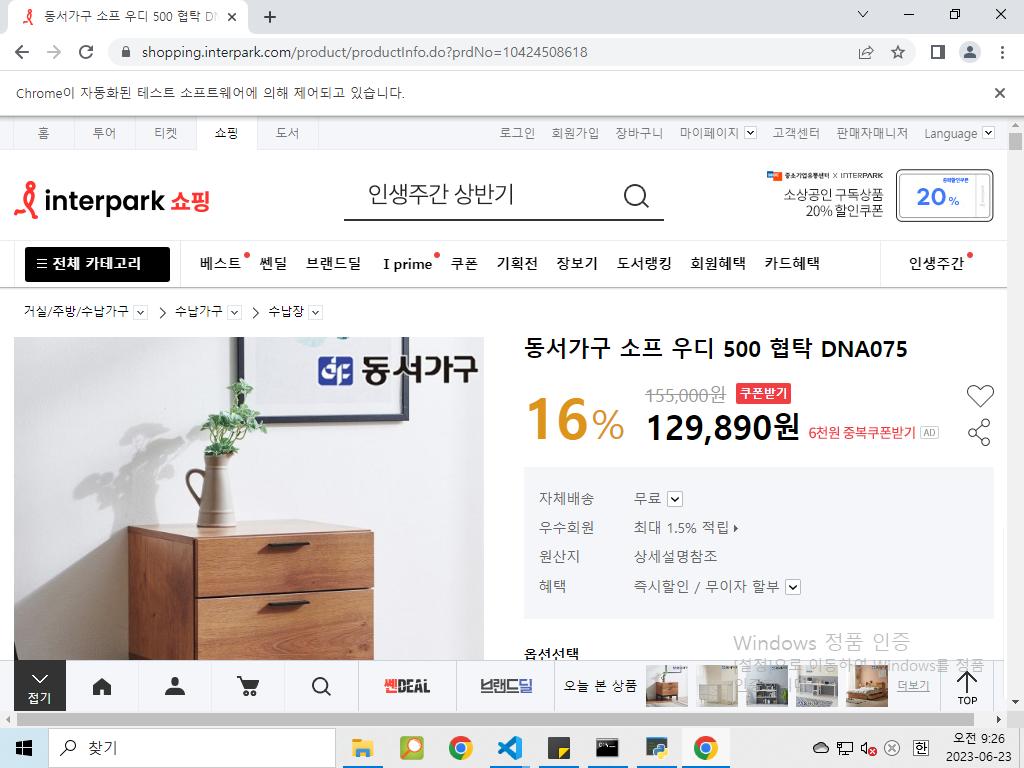 동서가구 소프 우디 500 협탁 DN
shopping.interpark.com/product/productInfo.do?prdNo=10424508618
Chrome이 자동화된 테스트 소프트웨어에 의해 제어되고 있습니다.
홈 투어 티켓 쇼핑 도서 로그인 회원가입 장바구니 마이페이지 고객센터 판매자매니저 Language
interpark 쇼핑
인생주간 상반기
중소기업유통센터 X INTERPARK
소상공인 구독상품
20% 할인쿠폰
중복할인쿠폰
20%
전체 카테고리 베스트 쎈딜 브랜드딜 I prime 쿠폰 기획전 장보기 도서랭킹 회원혜택 카드혜택 인생주간
거실/주방/수납가구 수납가구 수납장
동서가구
동서가구 소프 우디 500 협탁 DNA075
16%
155,000원 쿠폰받기
129,890원 6천원 중복쿠폰받기 AD
자체배송 무료
우수회원 최대 1.5% 적립
원산지 상세설명참조
혜택 즉시할인 / 무이자 할부
옵션선택
Windows 정품 인증
[설정]으로 이동하여 Windows를 정품
접기
쎈DEAL
브랜드딜
오늘 본 상품
더보기
TOP
찾기
한
오전 9:26
2023-06-23